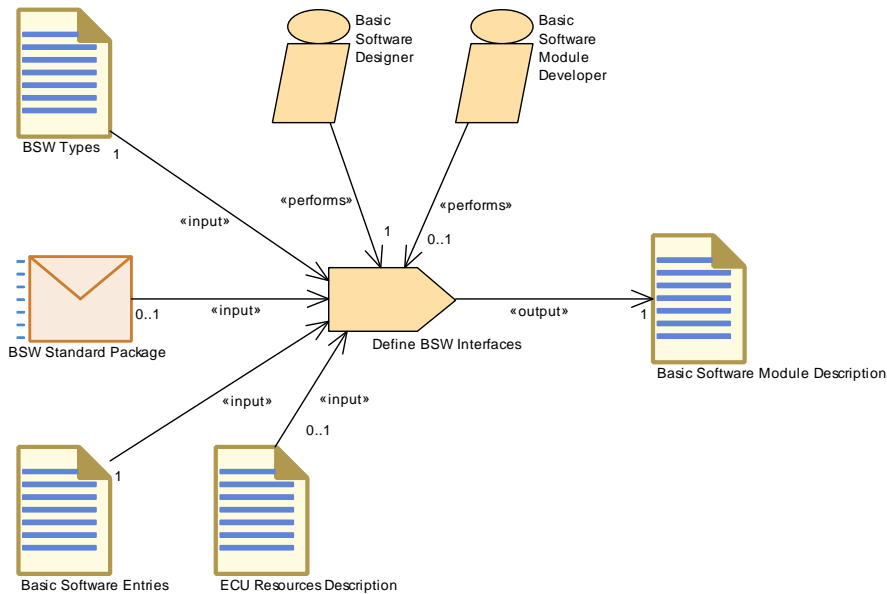 Basic
Software
Designer
Basic
Software
Module
Developer
BSW Types
1
«input»
«performs»
1
«performs»
0..1
BSW Standard Package
0..1
«input»
Define BSW Interfaces
«output»
1
Basic Software Module Description
«input»
1
Basic Software Entries
«input»
0..1
ECU Resources Description